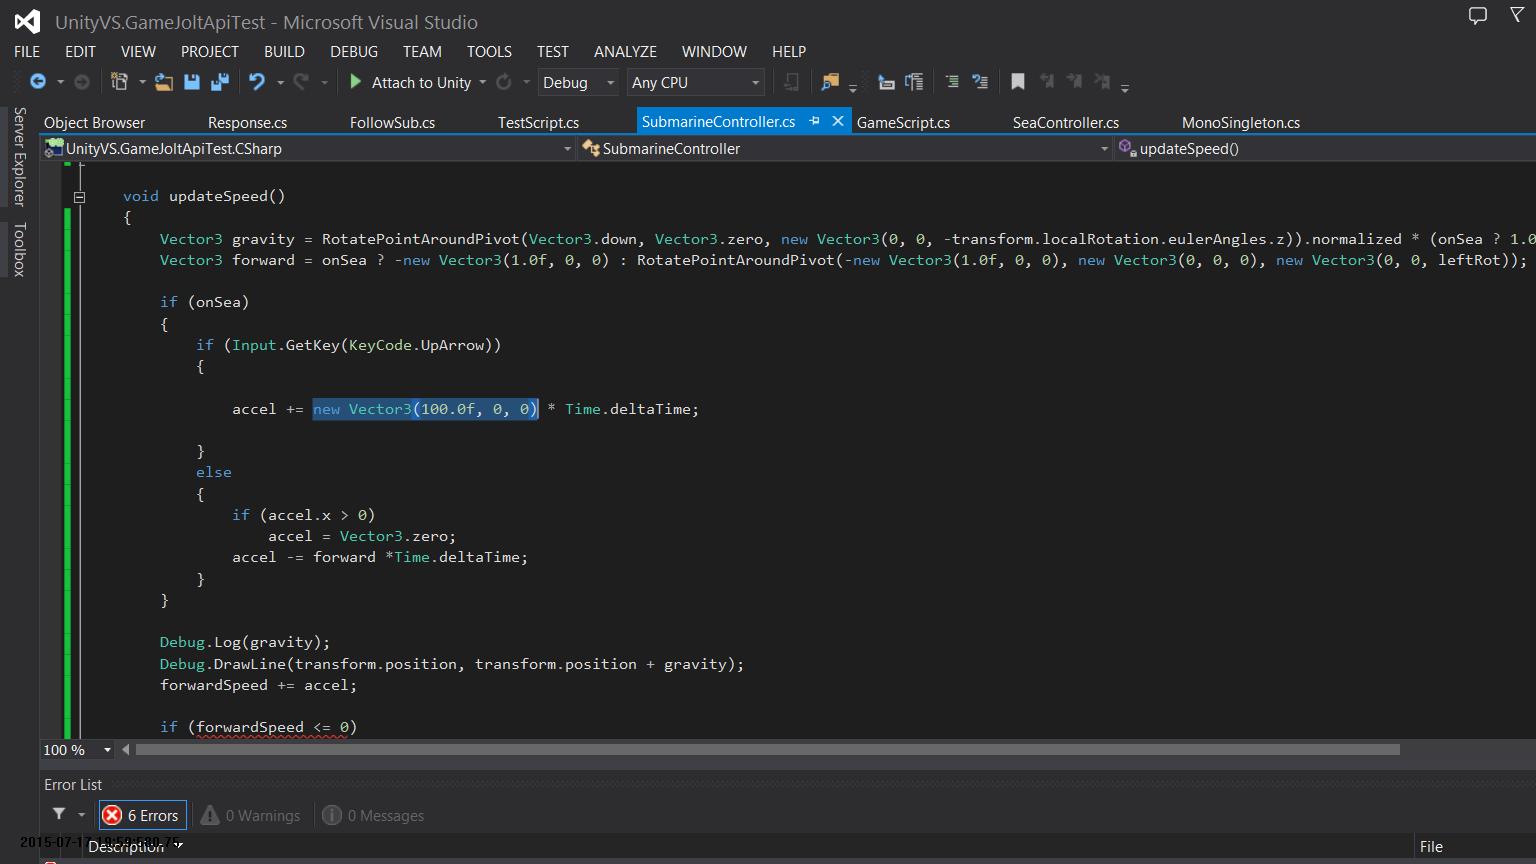 UnityVS.GameJoltApiTest - Microsoft Visual Studio
FILE EDIT VIEW PROJECT BUILD DEBUG TEAM TOOLS TEST ANALYZE WINDOW HELP
Attach to Unity Debug Any CPU
Server Explorer
Toolbox
Object Browser Response.cs FollowSub.cs TestScript.cs SubmarineController.cs GameScript.cs SeaController.cs MonoSingleton.cs
UnityVS.GameJoltApiTest.CSharp SubmarineController updateSpeed()
void updateSpeed()
{
Vector3 gravity = RotatePointAroundPivot(Vector3.down, Vector3.zero, new Vector3(0, 0, -transform.localRotation.eulerAngles.z)).normalized * (onSea ? 1.0
Vector3 forward = onSea ? -new Vector3(1.0f, 0, 0) : RotatePointAroundPivot(-new Vector3(1.0f, 0, 0), new Vector3(0, 0, 0), new Vector3(0, 0, leftRot));
if (onSea)
{
if (Input.GetKey(KeyCode.UpArrow))
{
accel += new Vector3(100.0f, 0, 0) * Time.deltaTime;
}
else
{
if (accel.x > 0)
accel = Vector3.zero;
accel -= forward *Time.deltaTime;
}
}
Debug.Log(gravity);
Debug.DrawLine(transform.position, transform.position + gravity);
forwardSpeed += accel;
if (forwardSpeed <= 0)
100 %
Error List
6 Errors 0 Warnings 0 Messages
Description File